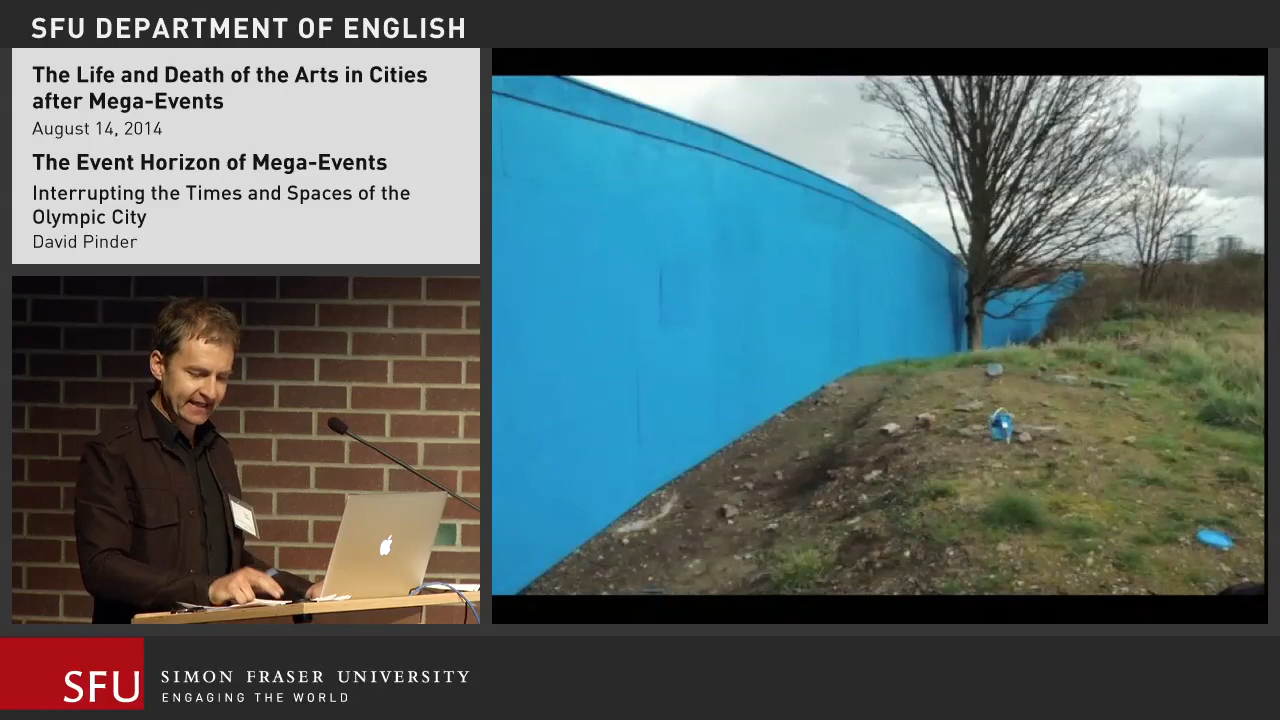 SFU DEPARTMENT OF ENGLISH
The Life and Death of the Arts in Cities
after Mega-Events
August 14, 2014
The Event Horizon of Mega-Events
Interrupting the Times and Spaces of the
Olympic City
David Pinder
SFU
SIMON FRASER UNIVERSITY
ENGAGING THE WORLD